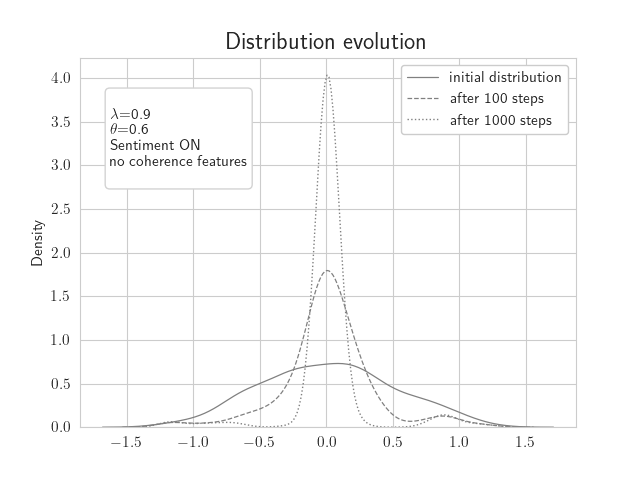 Distribution evolution
λ=0.9
θ=0.6
Sentiment ON
no coherence features
initial distribution
after 100 steps
after 1000 steps
Density
4.0
3.5
3.0
2.5
2.0
1.5
1.0
0.5
0.0
−1.5 −1.0 −0.5 0.0 0.5 1.0 1.5